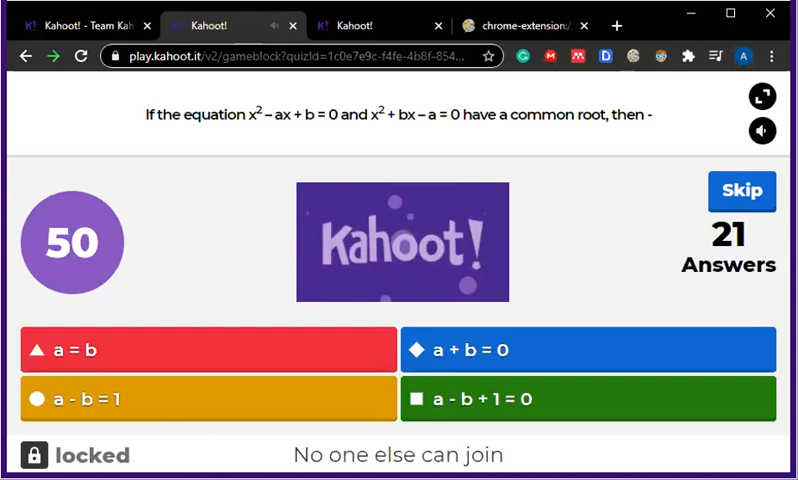 Kahoot! - Team Kah
Kahoot!
Kahoot!
chrome-extension:/
play.kahoot.it/v2/gameblock?quizId=1c0e7e9c-f4fe-4b8f-854...
A
If the equation x² – ax + b = 0 and x² + bx – a = 0 have a common root, then -
50
Kahoot!
Skip
21
Answers
a = b
a + b = 0
a - b = 1
a - b + 1 = 0
locked
No one else can join